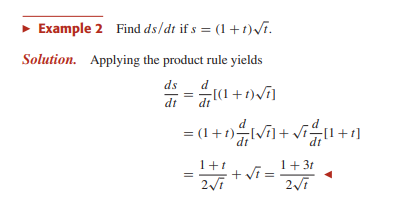 ▶ Example 2 Find ds/dt if s = (1 + t)√t.
Solution. Applying the product rule yields
ds/dt = d/dt[(1 + t)√t]
= (1 + t) d/dt[√t] + √t d/dt[1 + t]
= (1 + t)/(2√t) + √t = (1 + 3t)/(2√t) ◀